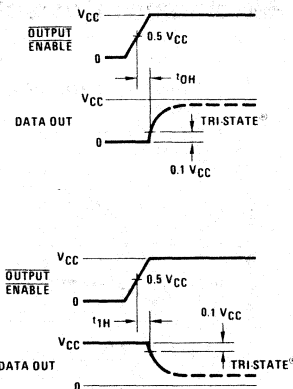 VCC
OUTPUT
ENABLE
0.5 VCC
0
tOH
VCC
DATA OUT
TRI-STATE®
0
0.1 VCC
VCC
OUTPUT
ENABLE
0.5 VCC
0
t1H
0.1 VCC
VCC
DATA OUT
TRI-STATE®
0